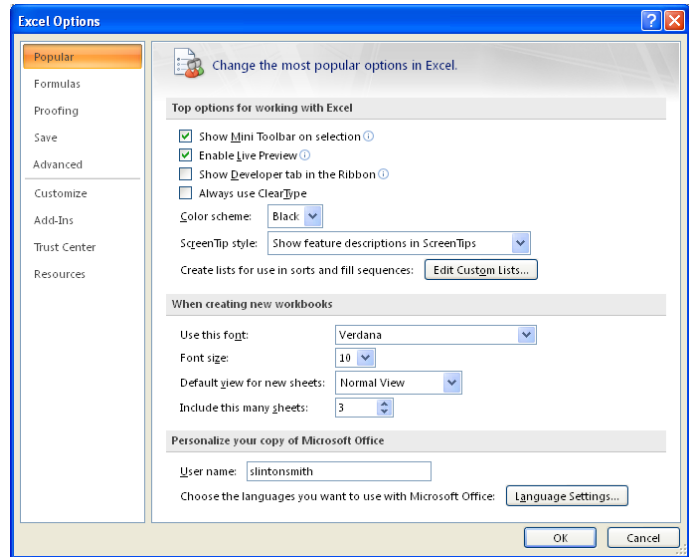 Excel Options
Popular
Formulas
Proofing
Save
Advanced
Customize
Add-Ins
Trust Center
Resources
Change the most popular options in Excel.
Top options for working with Excel
Show Mini Toolbar on selection
Enable Live Preview
Show Developer tab in the Ribbon
Always use ClearType
Color scheme: Black
ScreenTip style: Show feature descriptions in ScreenTips
Create lists for use in sorts and fill sequences: Edit Custom Lists...
When creating new workbooks
Use this font: Verdana
Font size: 10
Default view for new sheets: Normal View
Include this many sheets: 3
Personalize your copy of Microsoft Office
User name: slintonsmith
Choose the languages you want to use with Microsoft Office: Language Settings...
OK Cancel